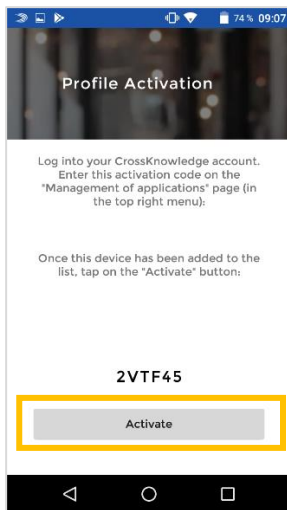 74 % 09:07
Profile Activation
Log into your CrossKnowledge account.
Enter this activation code on the
"Management of applications" page (in
the top right menu):
Once this device has been added to the
list, tap on the "Activate" button:
2VTF45
Activate